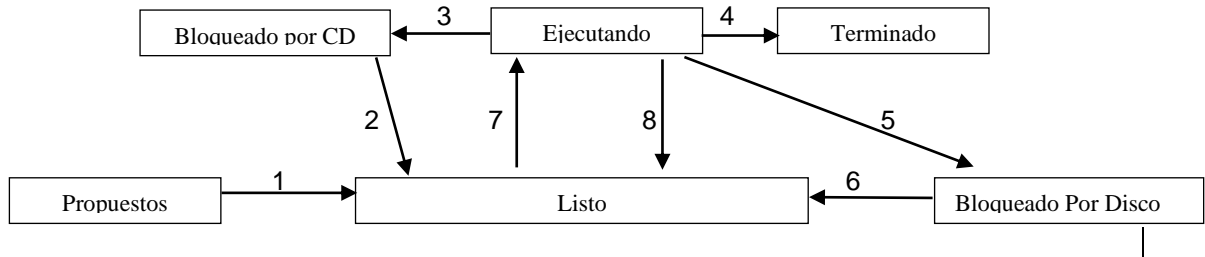 Bloqueado por CD
3
Ejecutando
4
Terminado
2
7
8
5
Propuestos
1
Listo
6
Bloqueado Por Disco